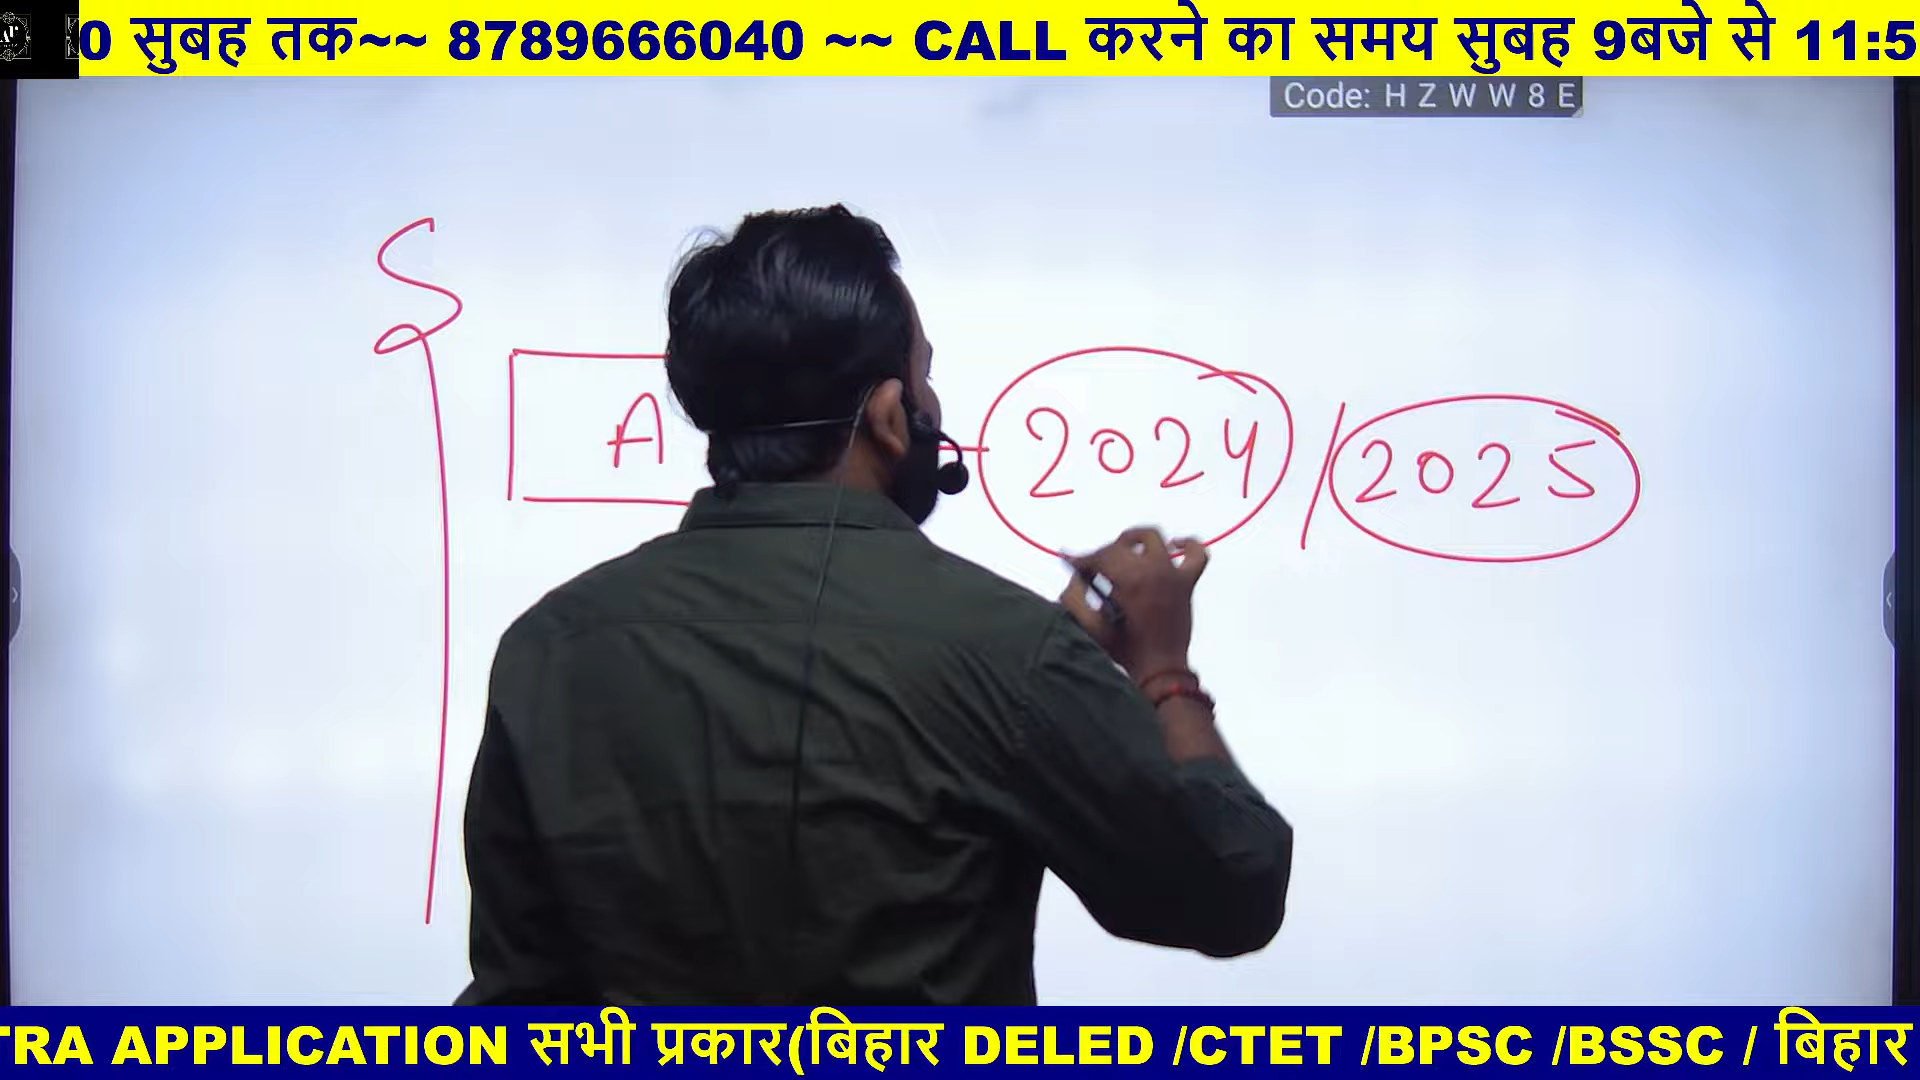 0 सुबह तक~~ 8789666040 ~~ CALL करने का समय सुबह 9बजे से 11:5
Code: H Z W W 8 E
S
A
2024 / 2025
TRA APPLICATION सभी प्रकार(बिहार DELED /CTET /BPSC /BSSC / बिहार